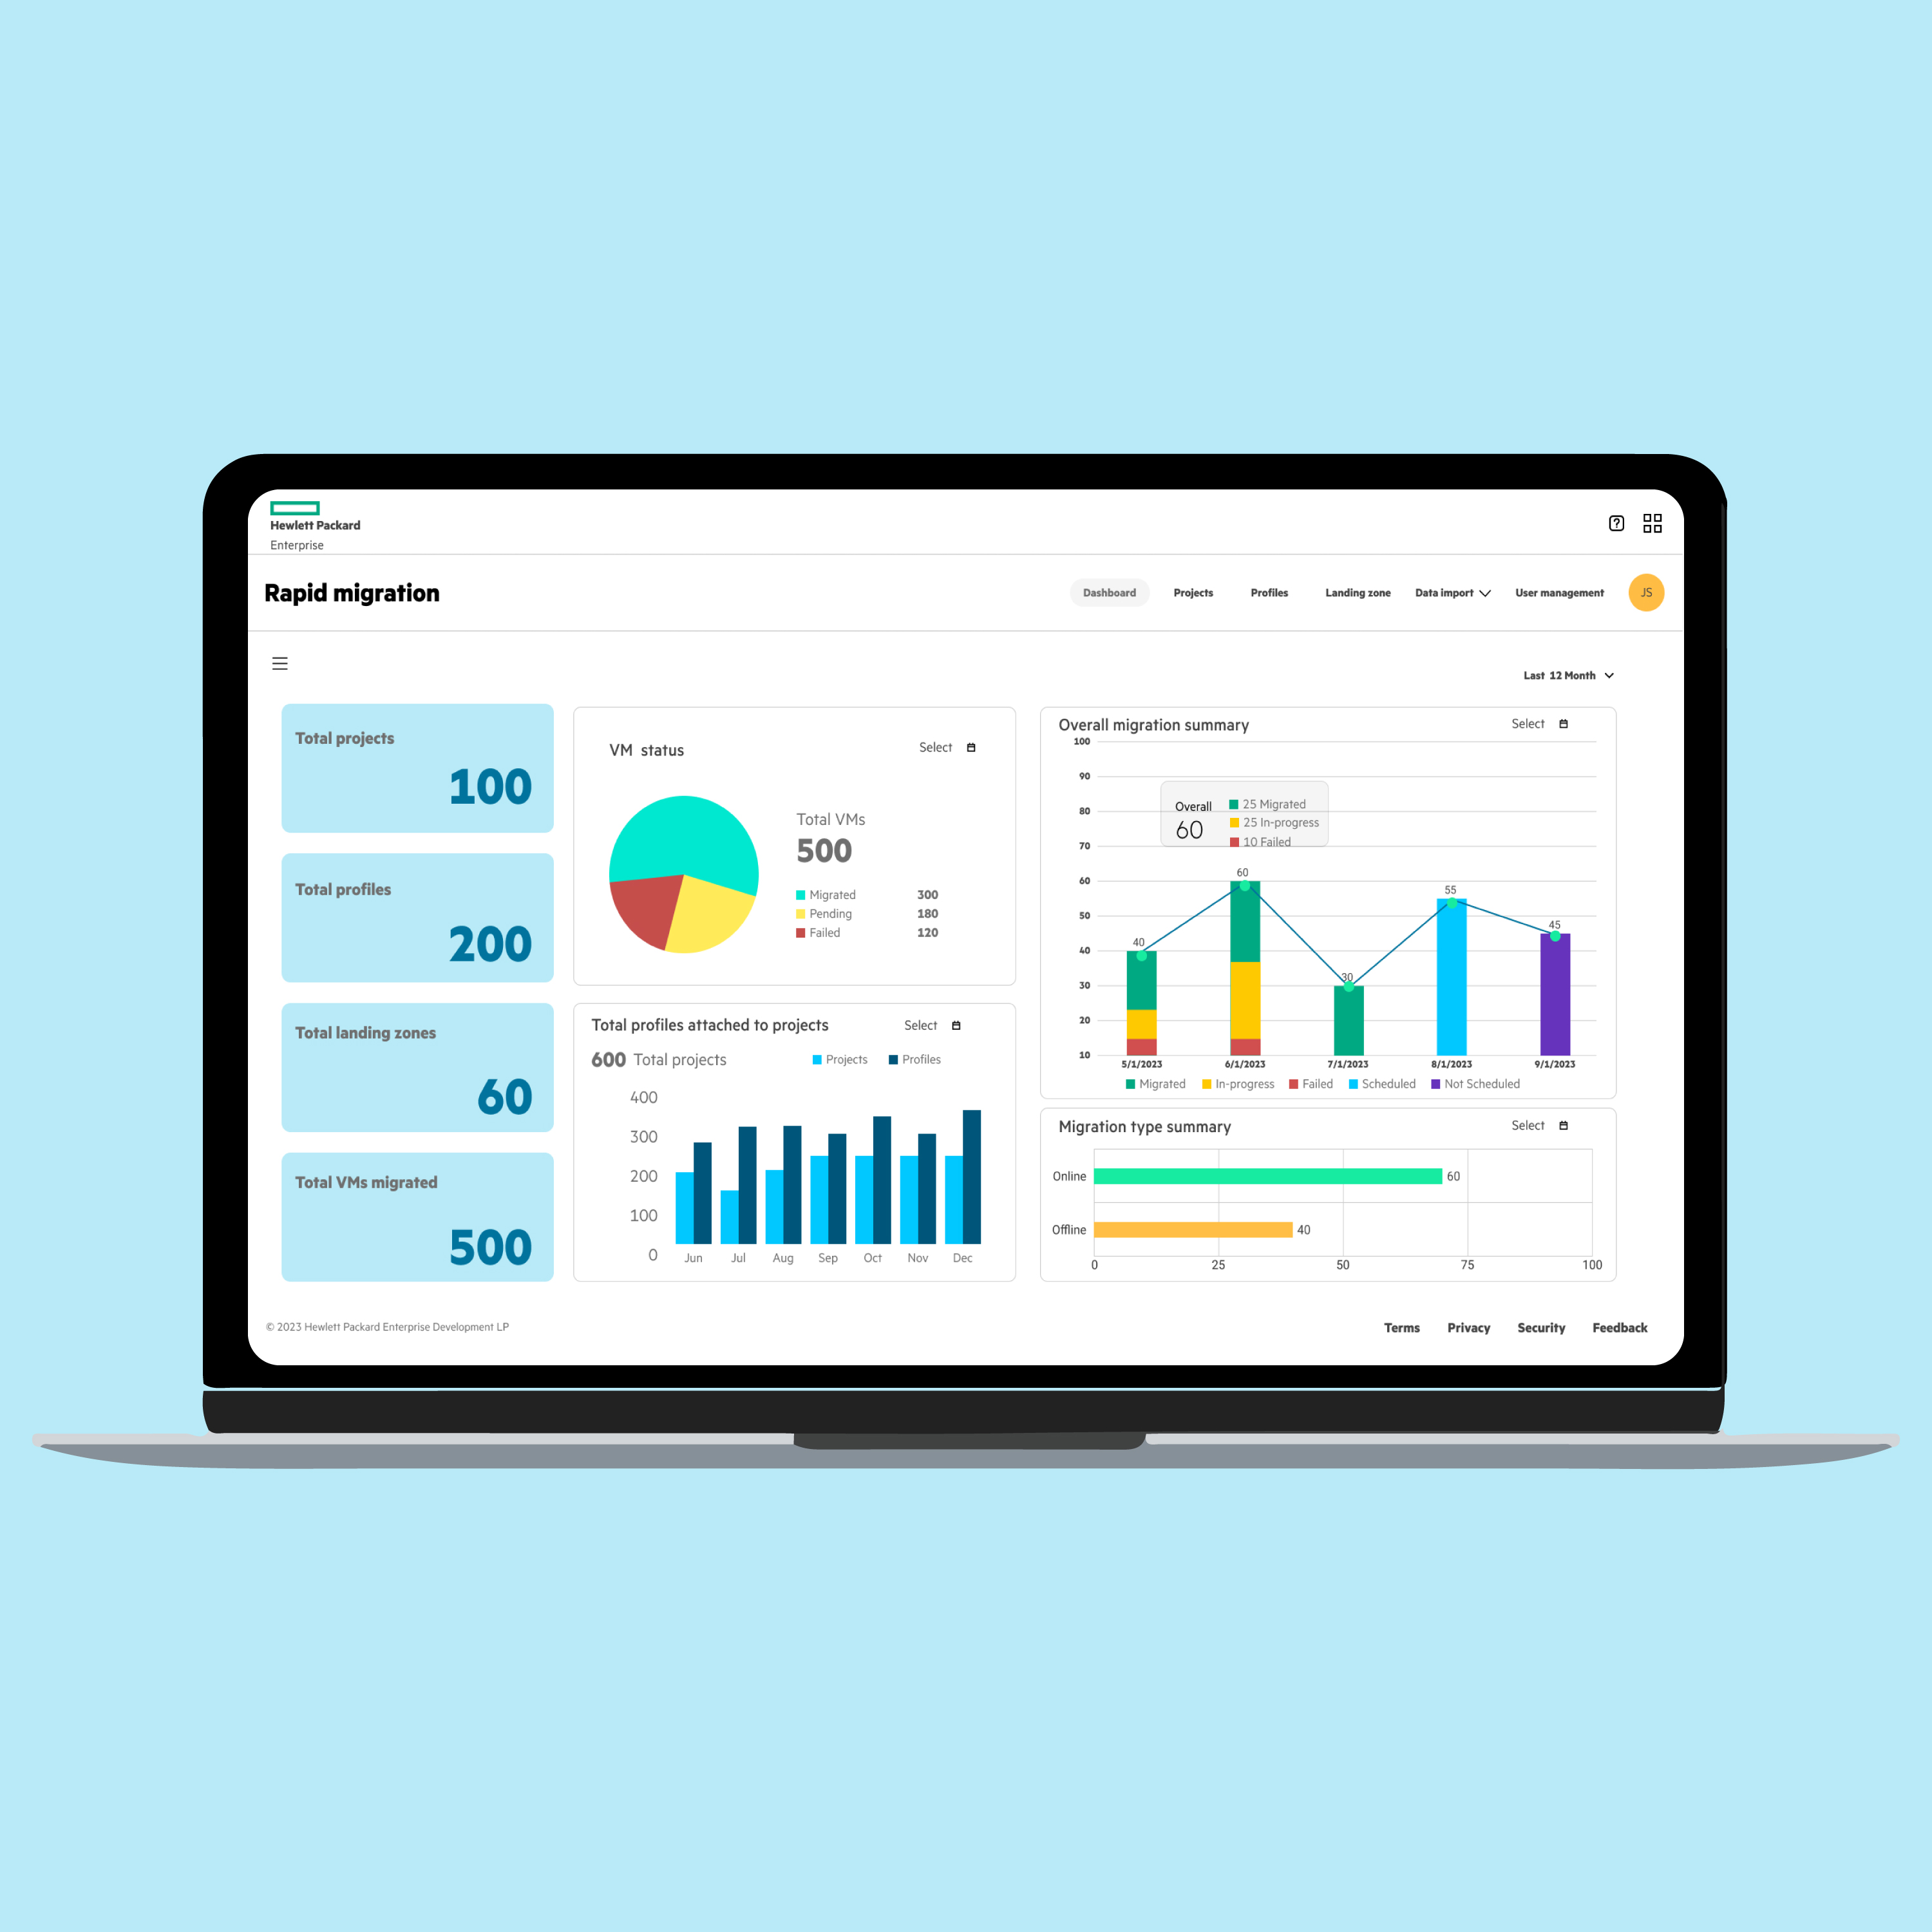 Hewlett Packard
Enterprise
Rapid migration
Dashboard Projects Profiles Landing zone Data import User management JS
Last 12 Month
Total projects
100
Total profiles
200
Total landing zones
60
Total VMs migrated
500
VM status Select
Total VMs
500
Migrated 300
Pending 180
Failed 120
Total profiles attached to projects Select
600 Total projects Projects Profiles
400
300
200
100
0
Jun Jul Aug Sep Oct Nov Dec
Overall migration summary Select
100
90
80
70
60
50
40
30
20
10
Overall
60
25 Migrated
25 In-progress
10 Failed
40 60 30 55 45
5/1/2023 6/1/2023 7/1/2023 8/1/2023 9/1/2023
Migrated In-progress Failed Scheduled Not Scheduled
Migration type summary Select
Online 60
Offline 40
0 25 50 75 100
© 2023 Hewlett Packard Enterprise Development LP
Terms Privacy Security Feedback